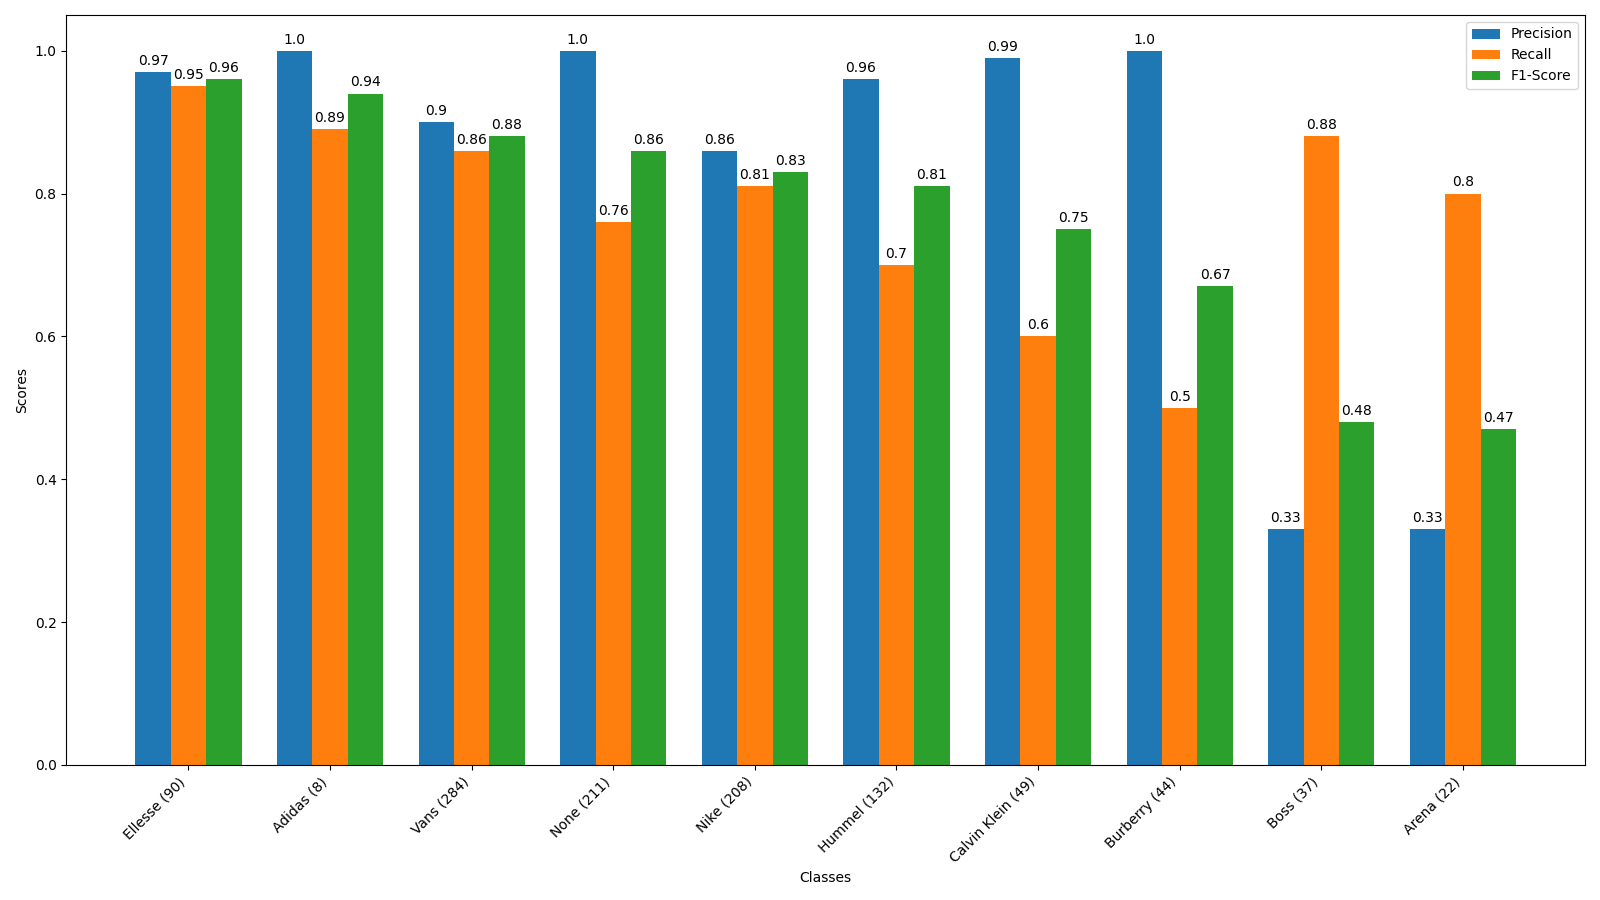 Precision
Recall
F1-Score
Scores
1.0
0.8
0.6
0.4
0.2
0.0
0.97 0.95 0.96
1.0 0.89 0.94
0.9 0.86 0.88
1.0 0.76 0.86
0.86 0.81 0.83
0.96 0.7 0.81
0.99 0.6 0.75
1.0 0.5 0.67
0.33 0.88 0.48
0.33 0.8 0.47
Ellesse (90)
Adidas (8)
Vans (284)
None (211)
Nike (208)
Hummel (132)
Calvin Klein (49)
Burberry (44)
Boss (37)
Arena (22)
Classes